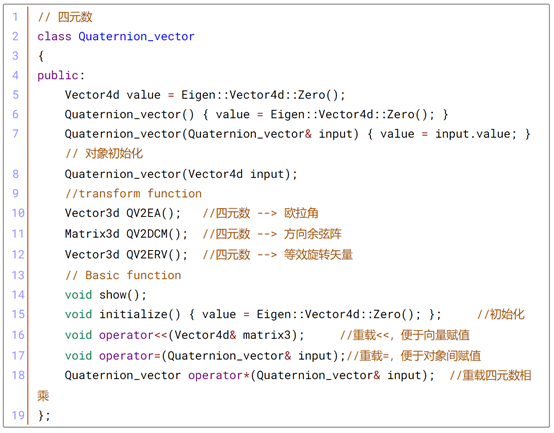 1 // 四元数
2 class Quaternion_vector
3 {
4 public:
5 Vector4d value = Eigen::Vector4d::Zero();
6 Quaternion_vector() { value = Eigen::Vector4d::Zero(); }
7 Quaternion_vector(Quaternion_vector& input) { value = input.value; }
// 对象初始化
8 Quaternion_vector(Vector4d input);
9 //transform function
10 Vector3d QV2EA(); //四元数 --> 欧拉角
11 Matrix3d QV2DCM(); //四元数 --> 方向余弦阵
12 Vector3d QV2ERV(); //四元数 --> 等效旋转矢量
13 // Basic function
14 void show();
15 void initialize() { value = Eigen::Vector4d::Zero(); }; //初始化
16 void operator<<(Vector4d& matrix3); //重载<<，便于向量赋值
17 void operator=(Quaternion_vector& input);//重载=，便于对象间赋值
18 Quaternion_vector operator*(Quaternion_vector& input); //重载四元数相
乘
19 };